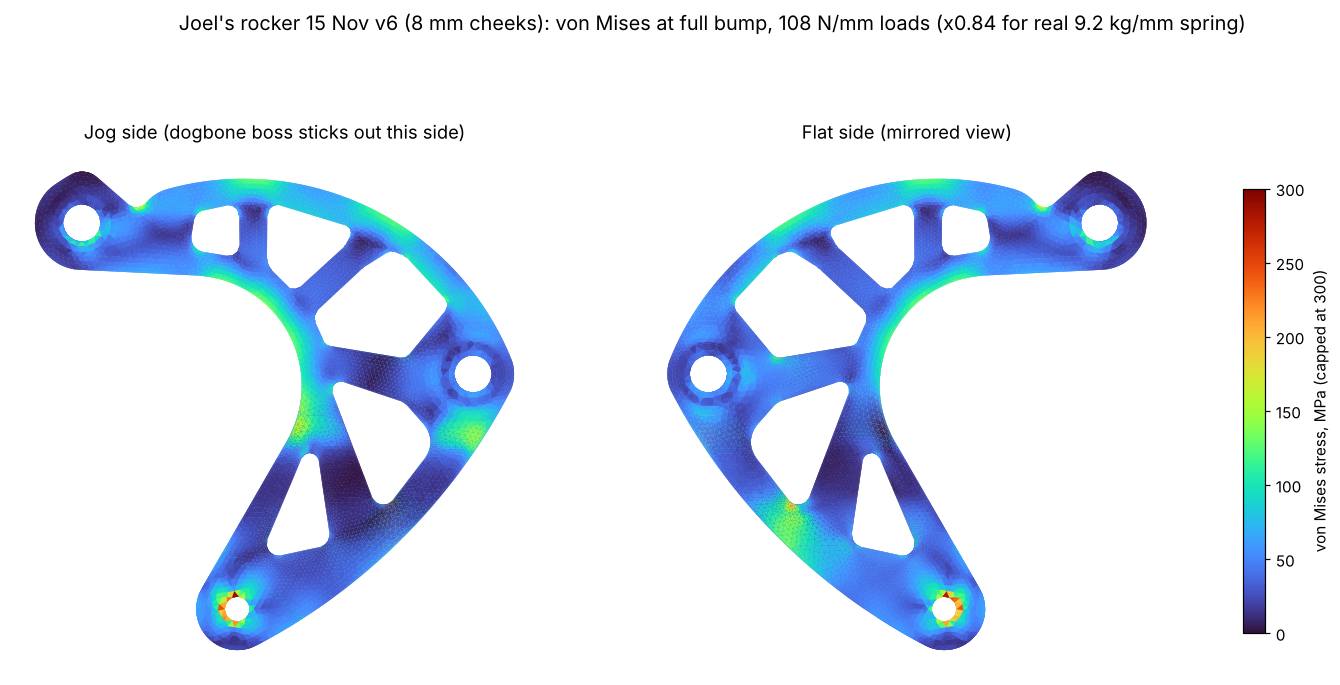 Joel's rocker 15 Nov v6 (8 mm cheeks): von Mises at full bump, 108 N/mm loads (x0.84 for real 9.2 kg/mm spring)
Jog side (dogbone boss sticks out this side)
Flat side (mirrored view)
300
250
200
150
100
50
0
von Mises stress, MPa (capped at 300)